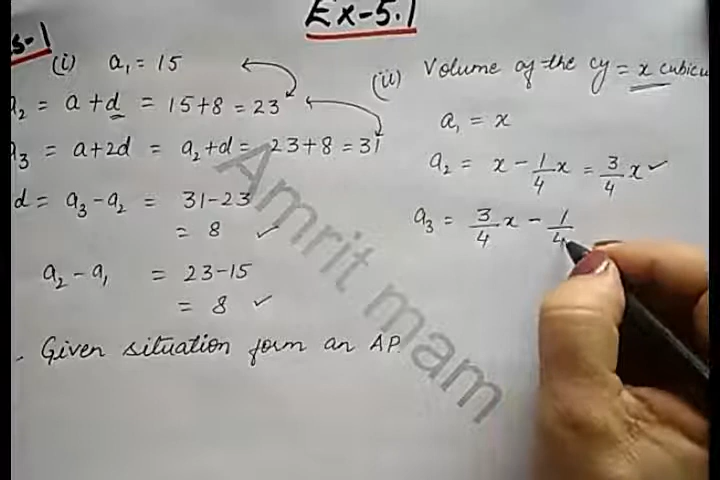 Ex-5.1
s-1
(i) a₁ = 15
a₂ = a + d = 15 + 8 = 23
a₃ = a + 2d = a₂ + d = 23 + 8 = 31
d = a₃ - a₂ = 31 - 23
= 8 ✓
a₂ - a₁ = 23 - 15
= 8 ✓
. Given situation form an AP.
(ii) Volume of the cy = x cubic u
a₁ = x
a₂ = x - 1/4 x = 3/4 x ✓
a₃ = 3/4 x - 1/4
Amrit mam